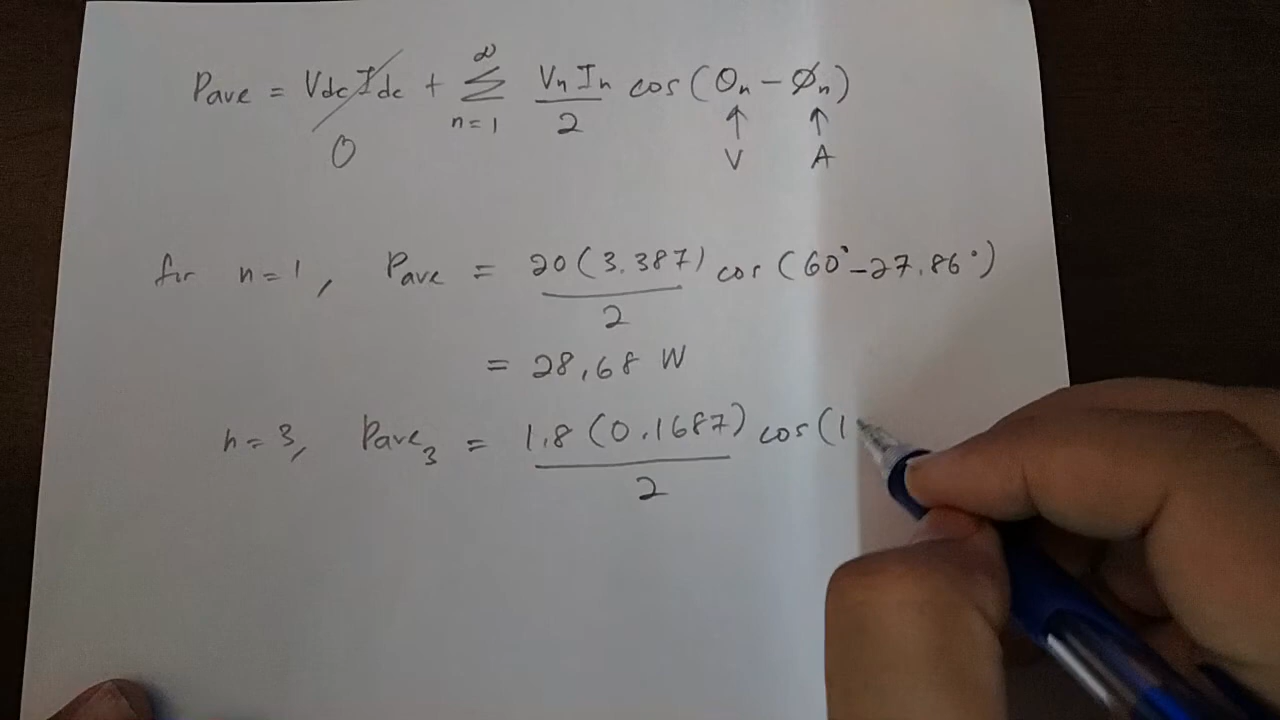 Pave = Vdc Idc + ∞ Σ n=1 Vn In / 2 cos(θn − Øn)
0 ↑ V ↑ A
for n=1, Pave = 20(3.387) / 2 cos(60° − 27.86°)
= 28.68 W
n=3, Pave3 = 1.8(0.1687) / 2 cos(1